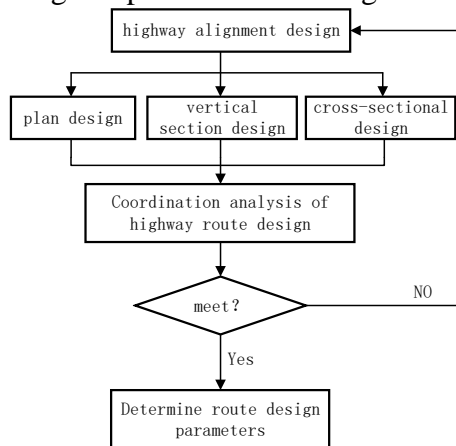 highway alignment design
plan design
vertical
section design
cross-sectional
design
Coordination analysis of
highway route design
meet?
NO
Yes
Determine route design
parameters